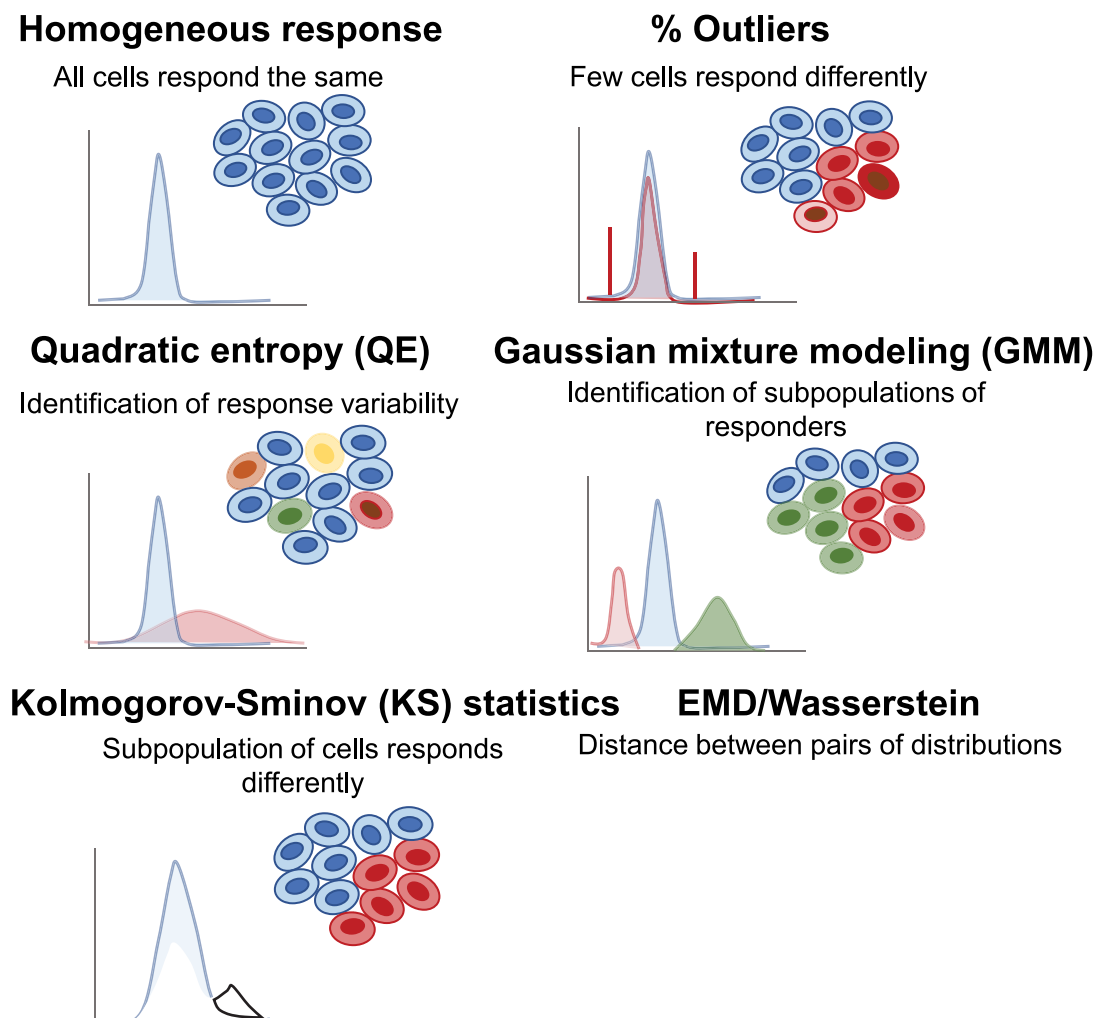 Homogeneous response
All cells respond the same
% Outliers
Few cells respond differently
Quadratic entropy (QE)
Identification of response variability
Gaussian mixture modeling (GMM)
Identification of subpopulations of
responders
Kolmogorov-Sminov (KS) statistics
Subpopulation of cells responds
differently
EMD/Wasserstein
Distance between pairs of distributions